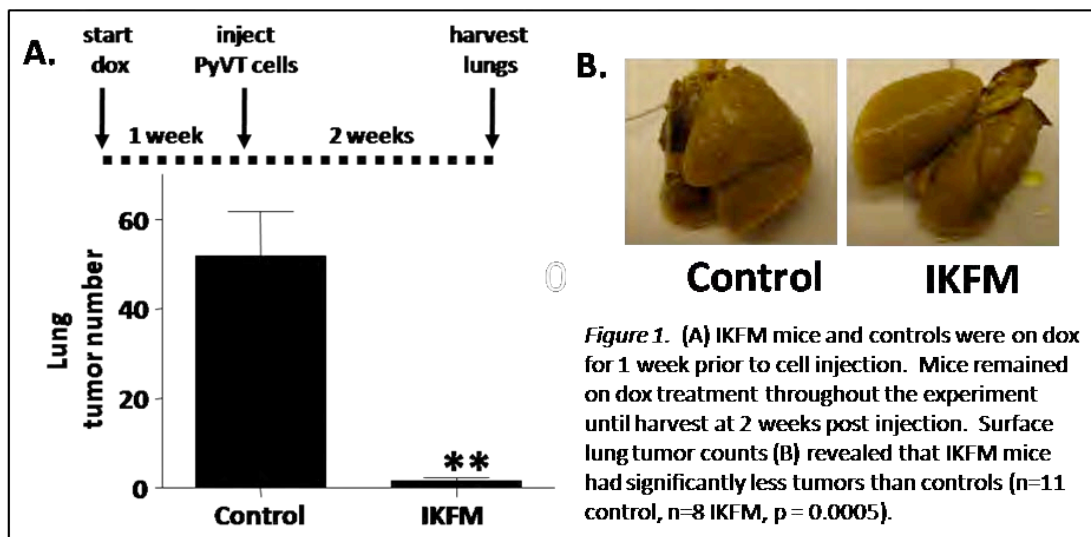 A.
start dox
inject PyVT cells
harvest lungs
1 week
2 weeks
Lung tumor number
60
40
20
0
**
Control
IKFM
0
B.
Control
IKFM
Figure 1. (A) IKFM mice and controls were on dox
for 1 week prior to cell injection. Mice remained
on dox treatment throughout the experiment
until harvest at 2 weeks post injection. Surface
lung tumor counts (B) revealed that IKFM mice
had significantly less tumors than controls (n=11
control, n=8 IKFM, p = 0.0005).